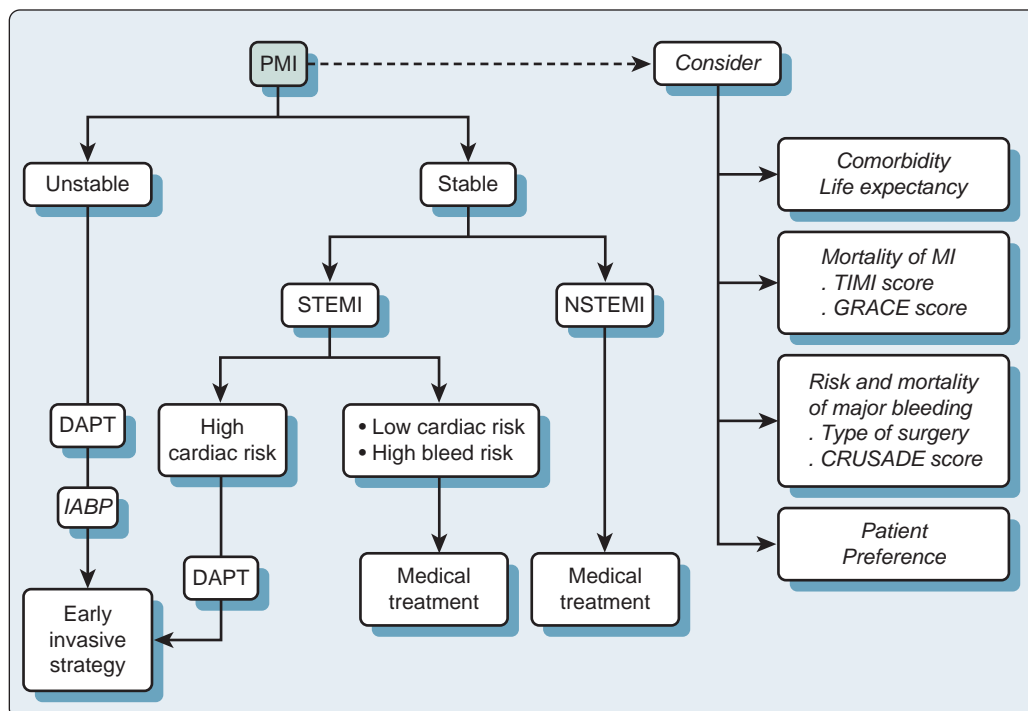 PMI
Consider
Unstable
Stable
Comorbidity
Life expectancy
STEMI
NSTEMI
Mortality of MI
. TIMI score
. GRACE score
DAPT
High
cardiac risk
• Low cardiac risk
• High bleed risk
Risk and mortality
of major bleeding
. Type of surgery
. CRUSADE score
IABP
DAPT
Medical
treatment
Medical
treatment
Patient
Preference
Early
invasive
strategy